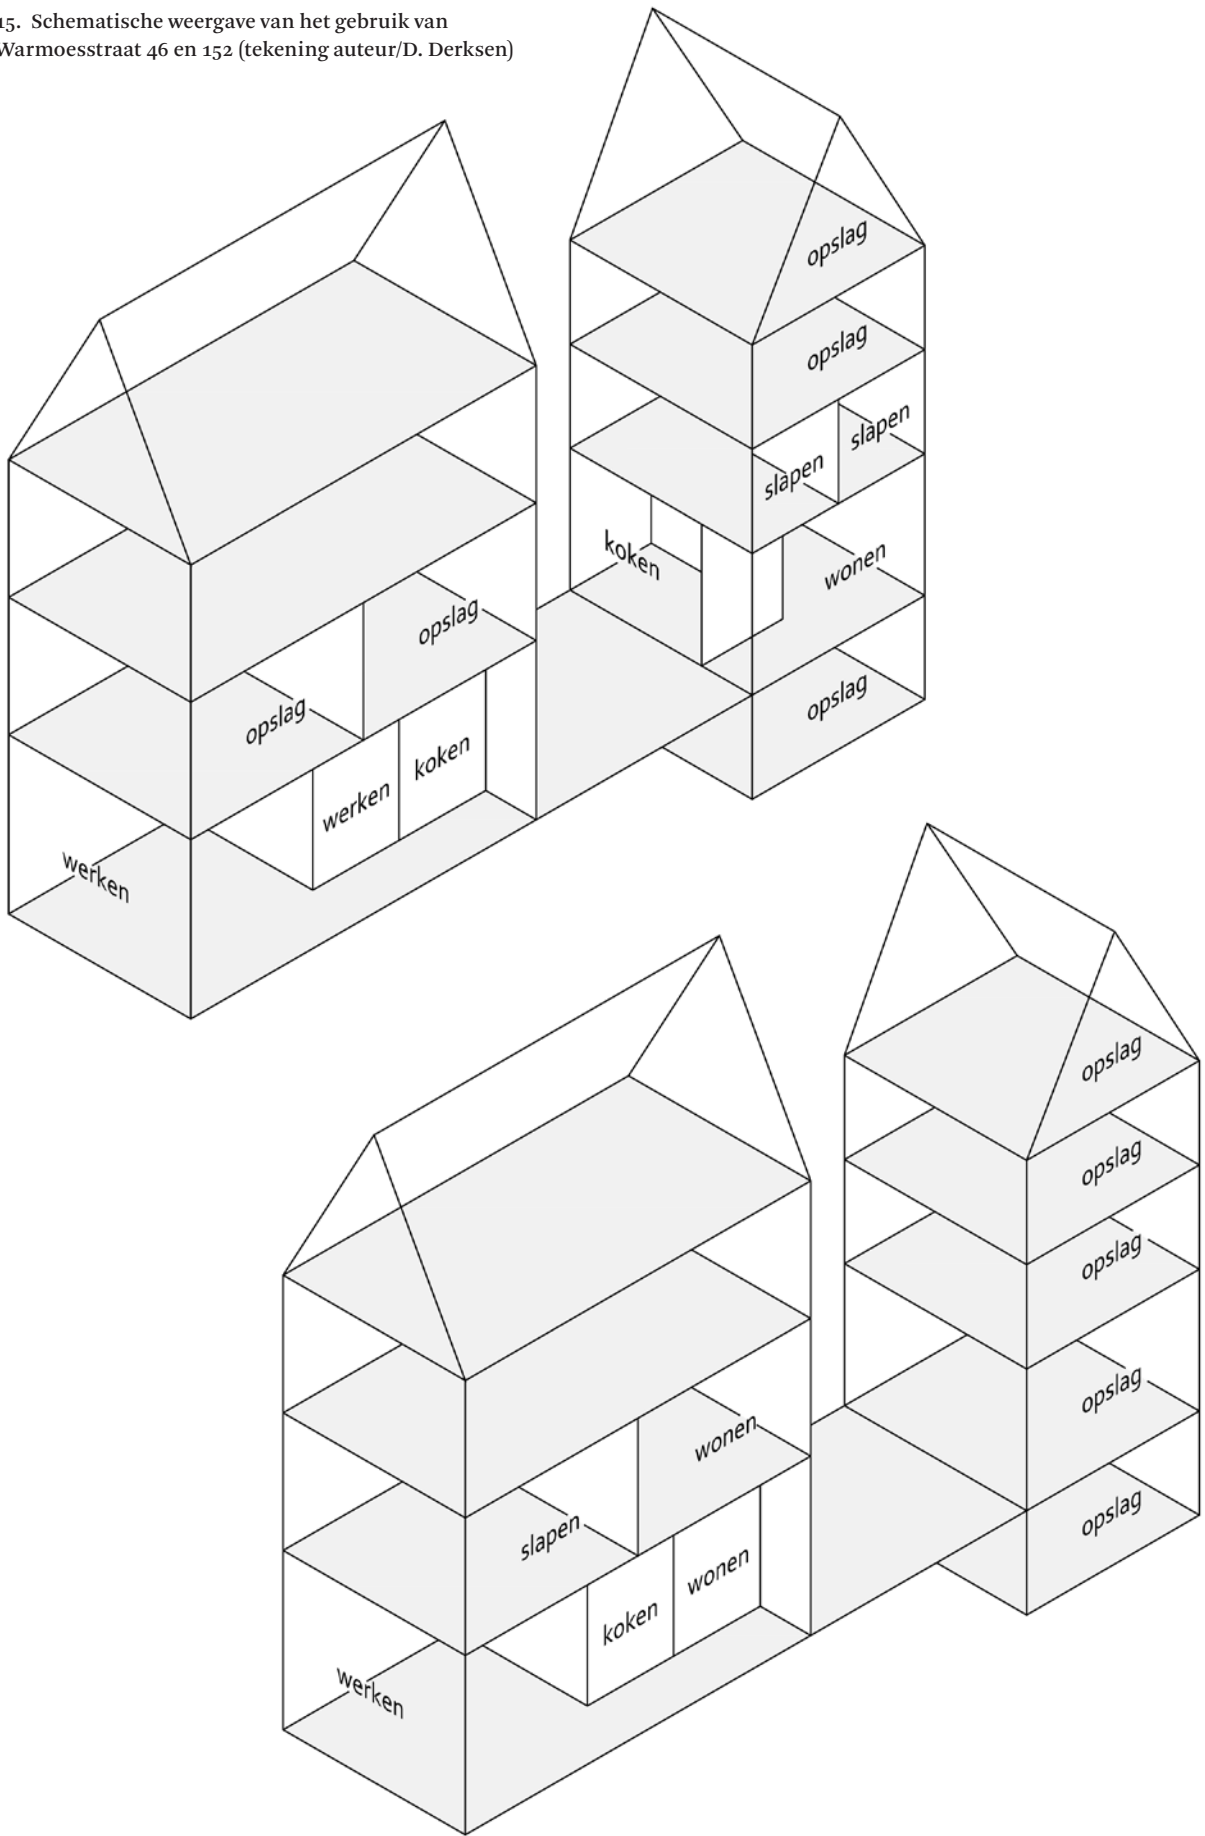 15. Schematische weergave van het gebruik van
Warmoesstraat 46 en 152 (tekening auteur/D. Derksen)
opslag
opslag
slapen
slapen
koken
wonen
opslag
opslag
opslag
koken
werken
werken
opslag
opslag
opslag
opslag
opslag
wonen
slapen
wonen
koken
werken